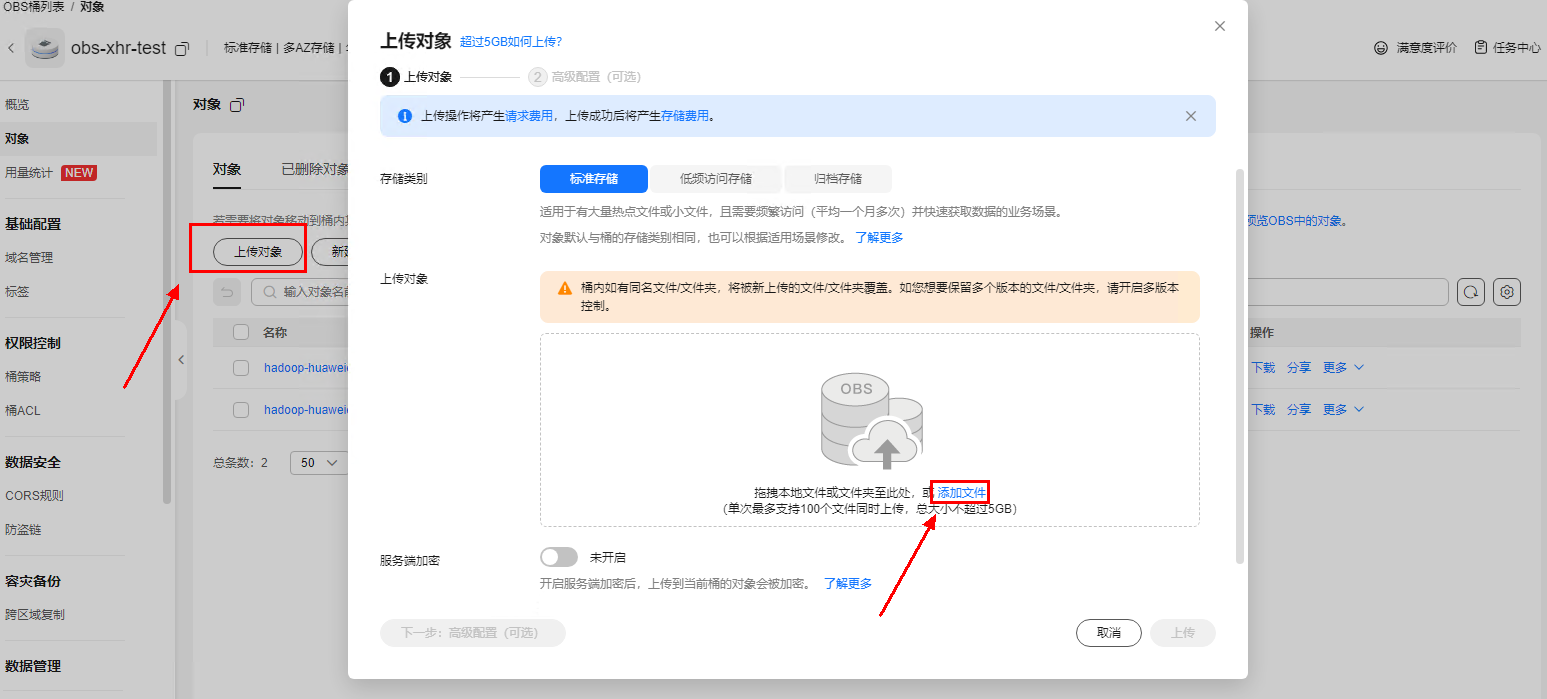 OBS桶列表 / 对象
obs-xhr-test
标准存储 | 多AZ存储 |
满意度评价
任务中心
概览
对象
用量统计 NEW
基础配置
域名管理
标签
权限控制
桶策略
桶ACL
数据安全
CORS规则
防盗链
容灾备份
跨区域复制
数据管理
对象
对象
已删除对象
若需要将对象移动到桶内
上传对象
新
输入对象名
名称
hadoop-huawei
hadoop-huawei
总条数：2
50
上传对象 超过5GB如何上传?
1 上传对象
2 高级配置（可选）
上传操作将产生请求费用，上传成功后将产生存储费用。
存储类别
标准存储
低频访问存储
归档存储
适用于有大量热点文件或小文件，且需要频繁访问（平均一个月多次）并快速获取数据的业务场景。
对象默认与桶的存储类别相同，也可以根据适用场景修改。 了解更多
上传对象
桶内如有同名文件/文件夹，将被新上传的文件/文件夹覆盖。如您想要保留多个版本的文件/文件夹，请开启多版本
控制。
OBS
拖拽本地文件或文件夹至此处，或 添加文件
（单次最多支持100个文件同时上传，总大小不超过5GB）
服务端加密
未开启
开启服务端加密后，上传到当前桶的对象会被加密。 了解更多
下一步：高级配置（可选）
取消
上传
预览OBS中的对象。
操作
下载 分享 更多
下载 分享 更多